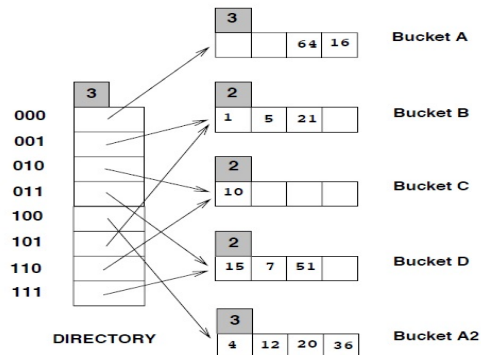 3
64 16 Bucket A
3
2
000
1 5 21 Bucket B
001
2
010
10 Bucket C
011
100
2
101
15 7 51 Bucket D
110
111
3
DIRECTORY
4 12 20 36 Bucket A2